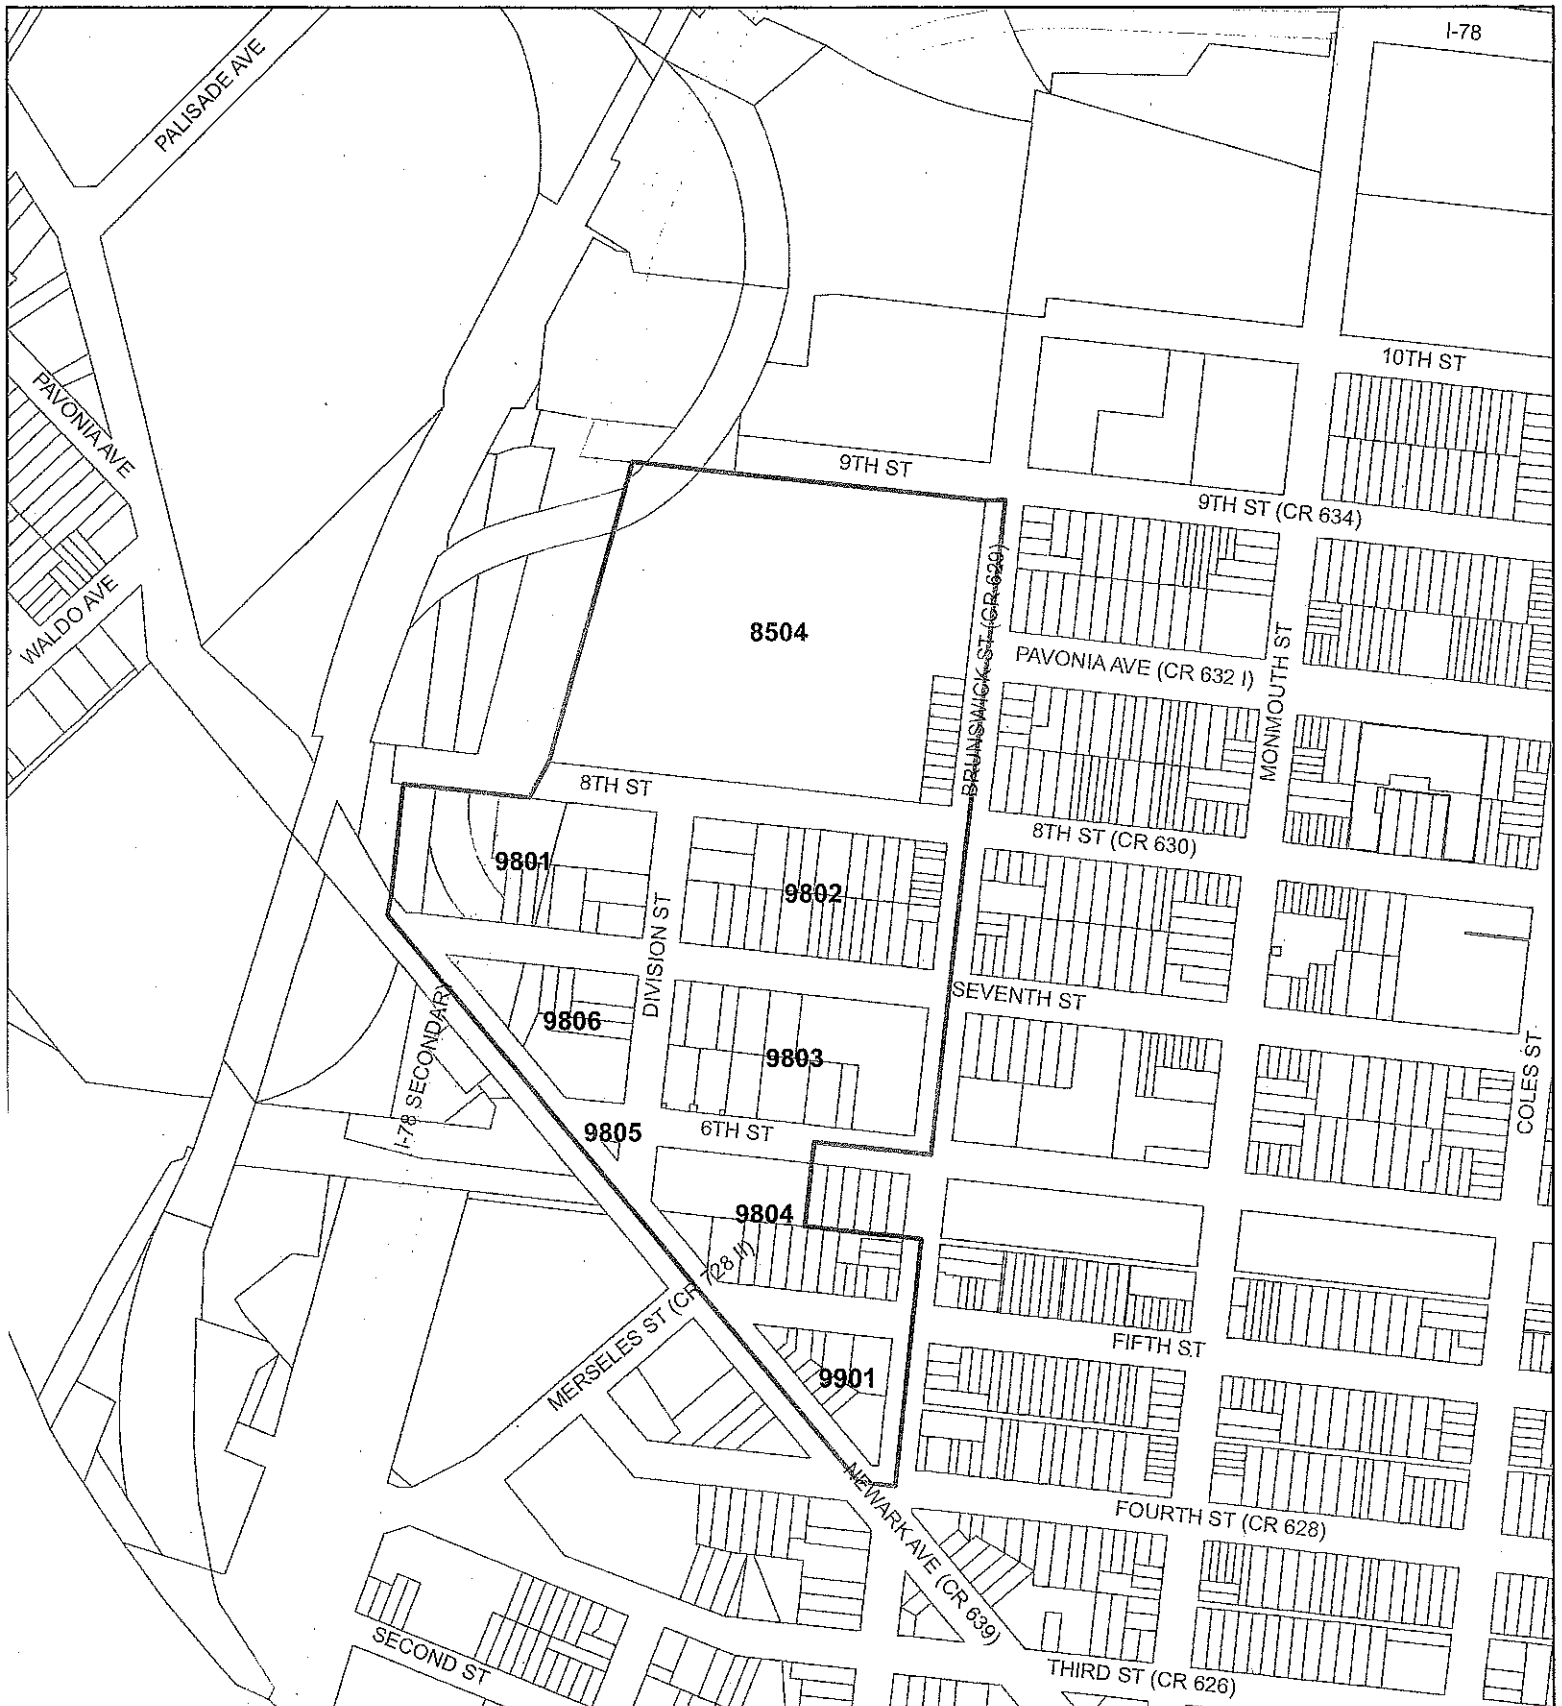 I-78
PALISADE AVE
10TH ST
PAVONIA AVE
9TH ST
9TH ST (CR 634)
WALDO AVE
8504
BRUNSWICK ST (CR 629)
PAVONIA AVE (CR 632 I)
MONMOUTH ST
8TH ST
8TH ST (CR 630)
9801
9802
DIVISION ST
SEVENTH ST
I-78 SECONDARY
9806
9803
COLES ST
9805
6TH ST
9804
MERSELES ST (CR 728 II)
FIFTH ST
9901
NEWARK AVE (CR 639)
FOURTH ST (CR 628)
SECOND ST
THIRD ST (CR 626)